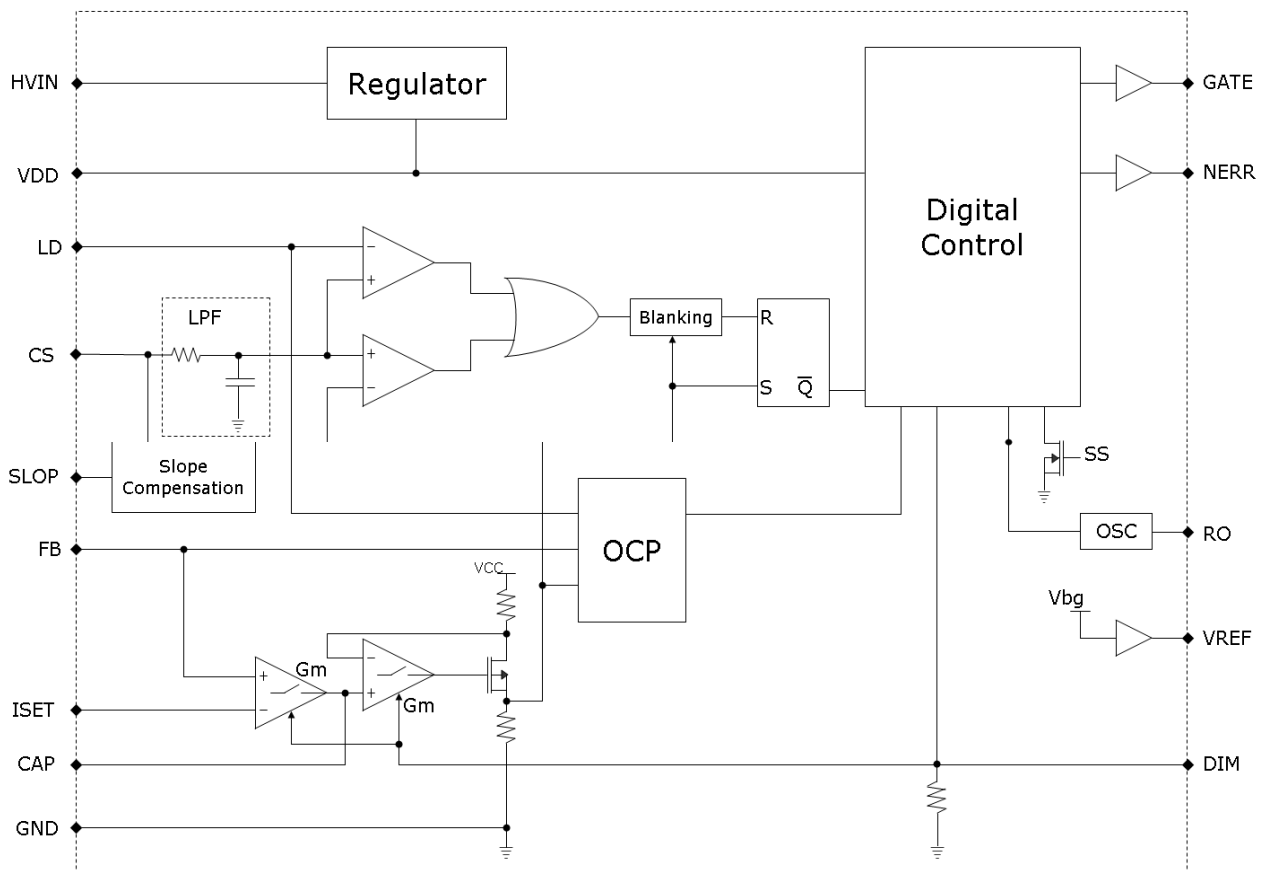 HVIN
Regulator
GATE
VDD
NERR
Digital
Control
LD
LPF
Blanking
R
CS
S
Q̅
SLOP
Slope
Compensation
SS
FB
OCP
OSC
RO
VCC
Vbg
VREF
Gm
ISET
Gm
CAP
DIM
GND